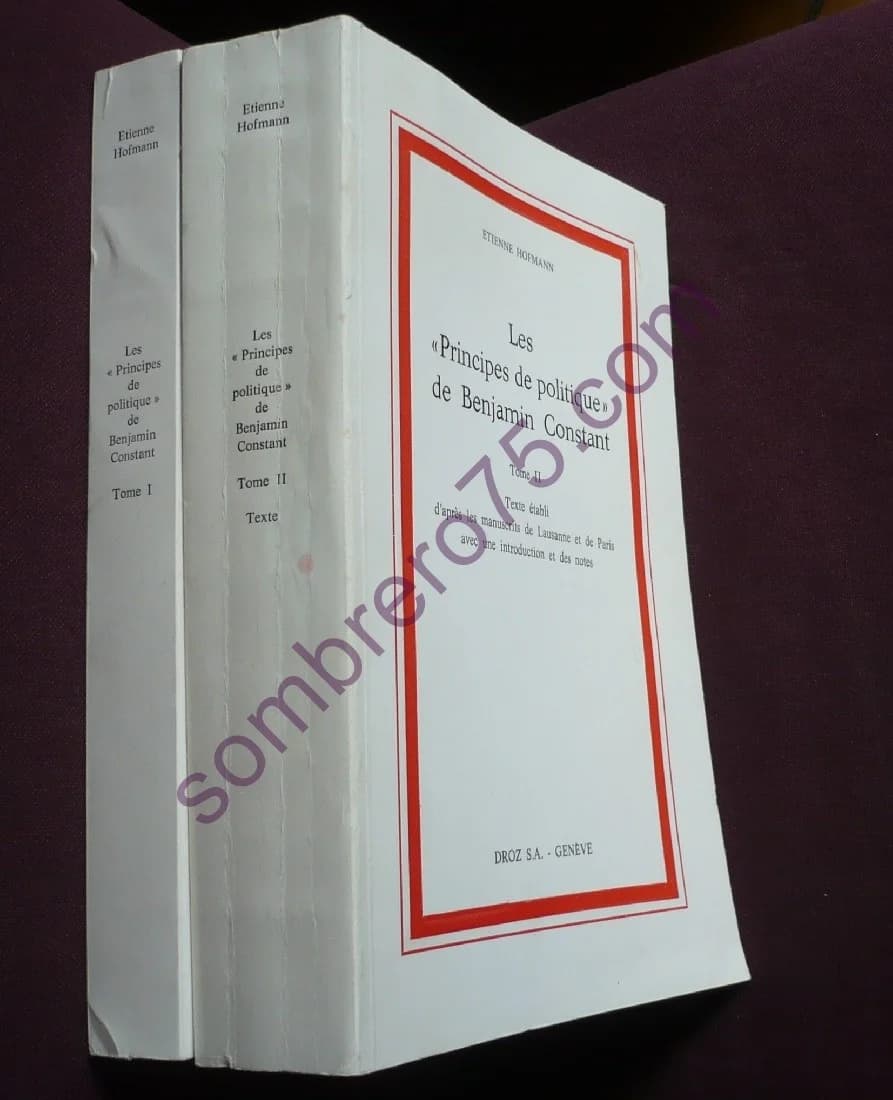 Etienne
Hofmann
Les
« Principes
de
politique »
de
Benjamin
Constant
Tome I
Etienne
Hofmann
Les
« Principes
de
politique »
de
Benjamin
Constant
Tome II
Texte
ETIENNE HOFMANN
Les
«Principes de politique»
de Benjamin Constant
Tome II
Texte établi
d'après les manuscrits de Lausanne et de Paris
avec une introduction et des notes
DROZ S.A. - GENÈVE
sombrero75.com